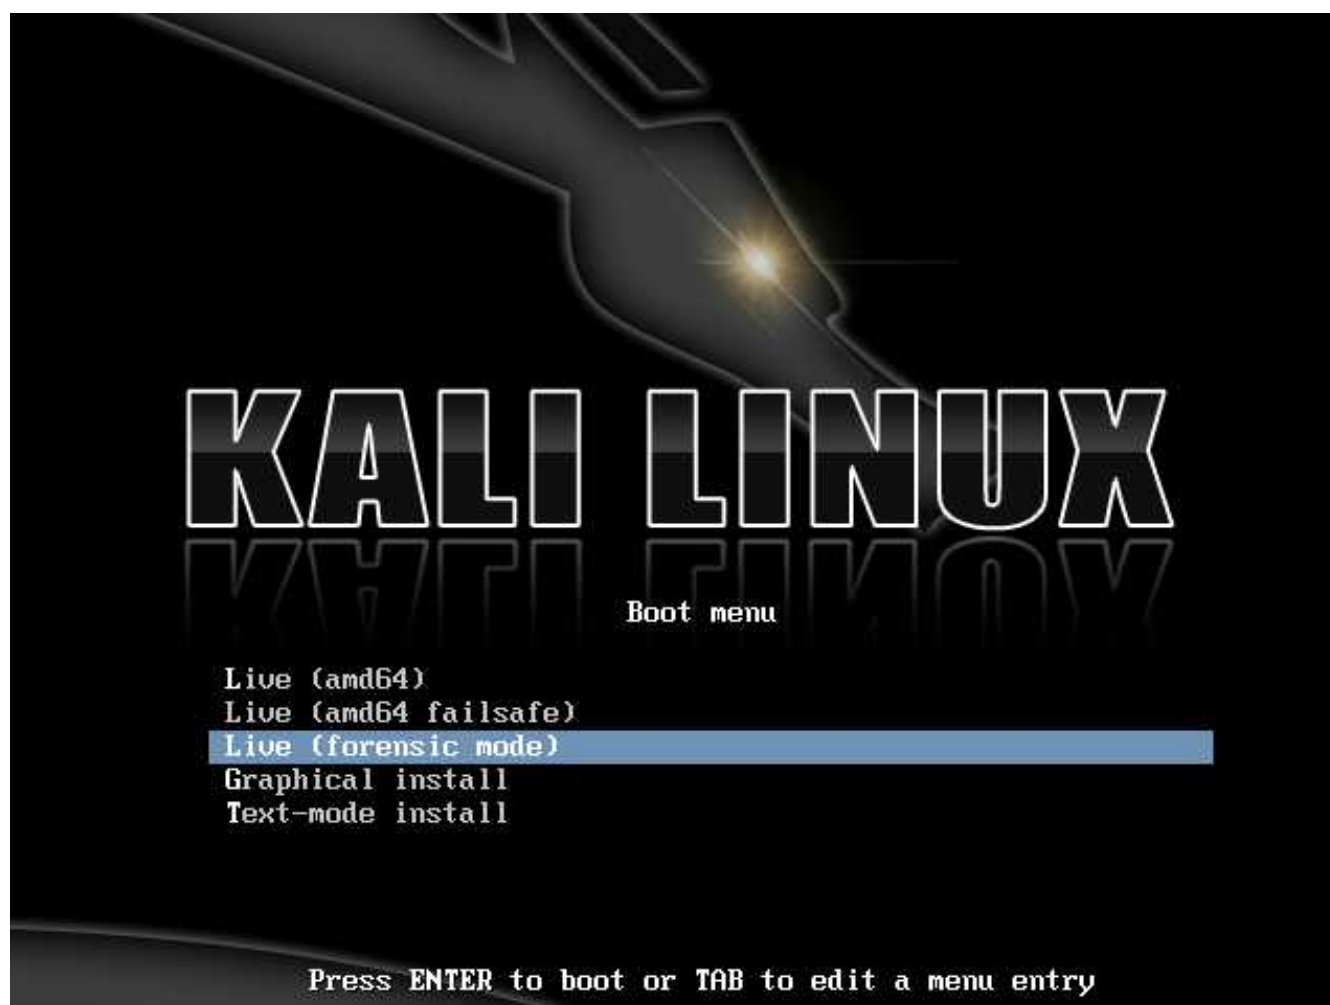 KALI LINUX
Boot menu
Live (amd64)
Live (amd64 failsafe)
Live (forensic mode)
Graphical install
Text-mode install
Press ENTER to boot or TAB to edit a menu entry